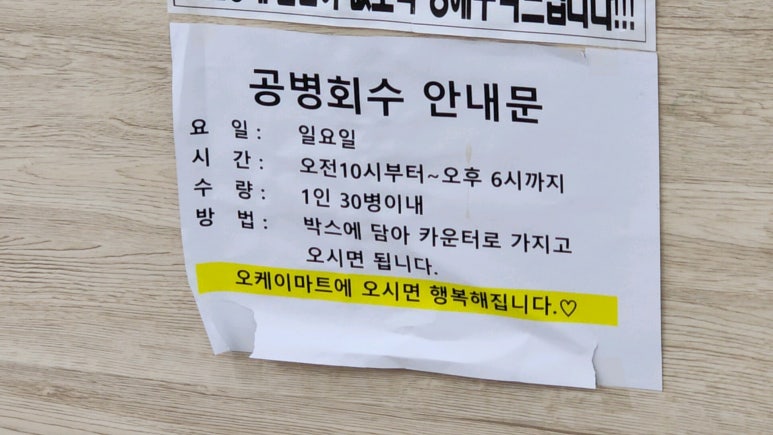 공병회수 안내문
요 일 : 일요일
시 간 : 오전10시부터~오후 6시까지
수 량 : 1인 30병이내
방 법 : 박스에 담아 카운터로 가지고
오시면 됩니다.
오케이마트에 오시면 행복해집니다.♡